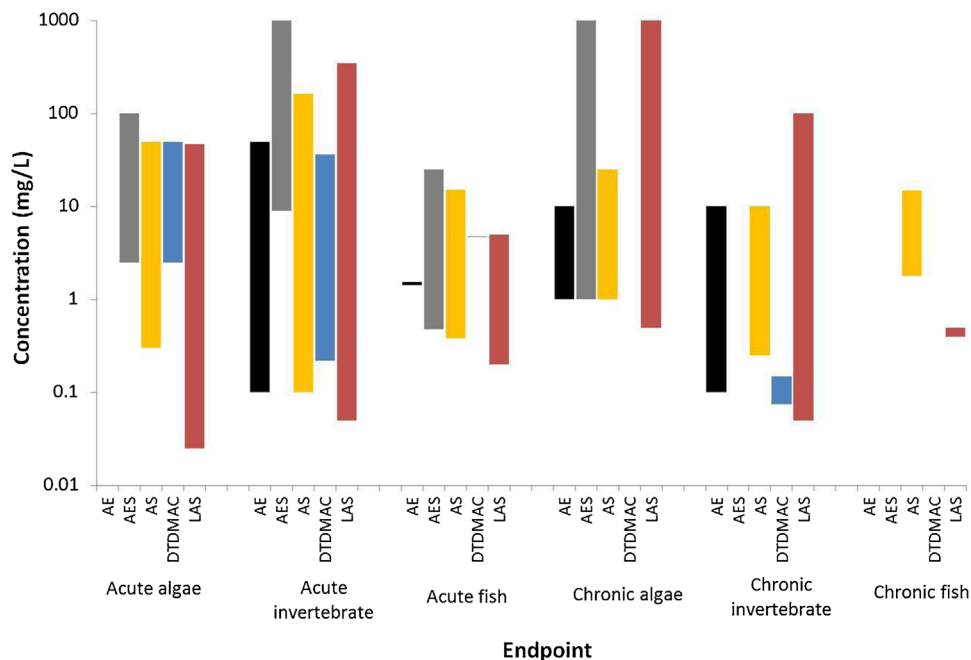 Concentration (mg/L)
1000
100
10
1
0.1
0.01
AE
AES
AS
DTDMAC
LAS
AE
AES
AS
DTDMAC
LAS
AE
AES
AS
DTDMAC
LAS
AE
AES
AS
DTDMAC
LAS
AE
AES
AS
DTDMAC
LAS
AE
AES
AS
DTDMAC
LAS
Acute algae
Acute
invertebrate
Acute fish
Chronic algae
Chronic
invertebrate
Chronic fish
Endpoint